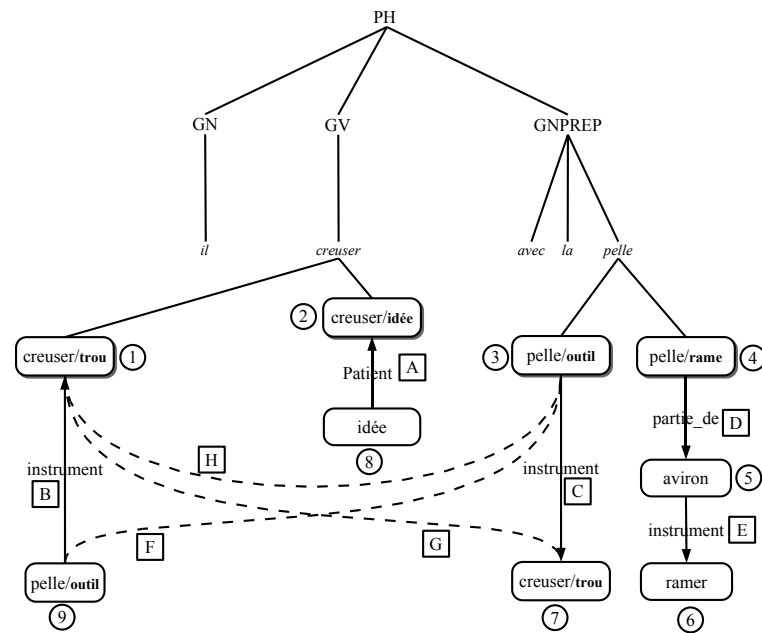 PH
GN GV GNPREP
il creuser avec la pelle
2 creuser/idée
creuser/trou 1 3 pelle/outil pelle/rame 4
Patient A
partie_de D
idée
8
H
instrument instrument aviron 5
B C
instrument E
F G
pelle/outil creuser/trou ramer
9 7 6